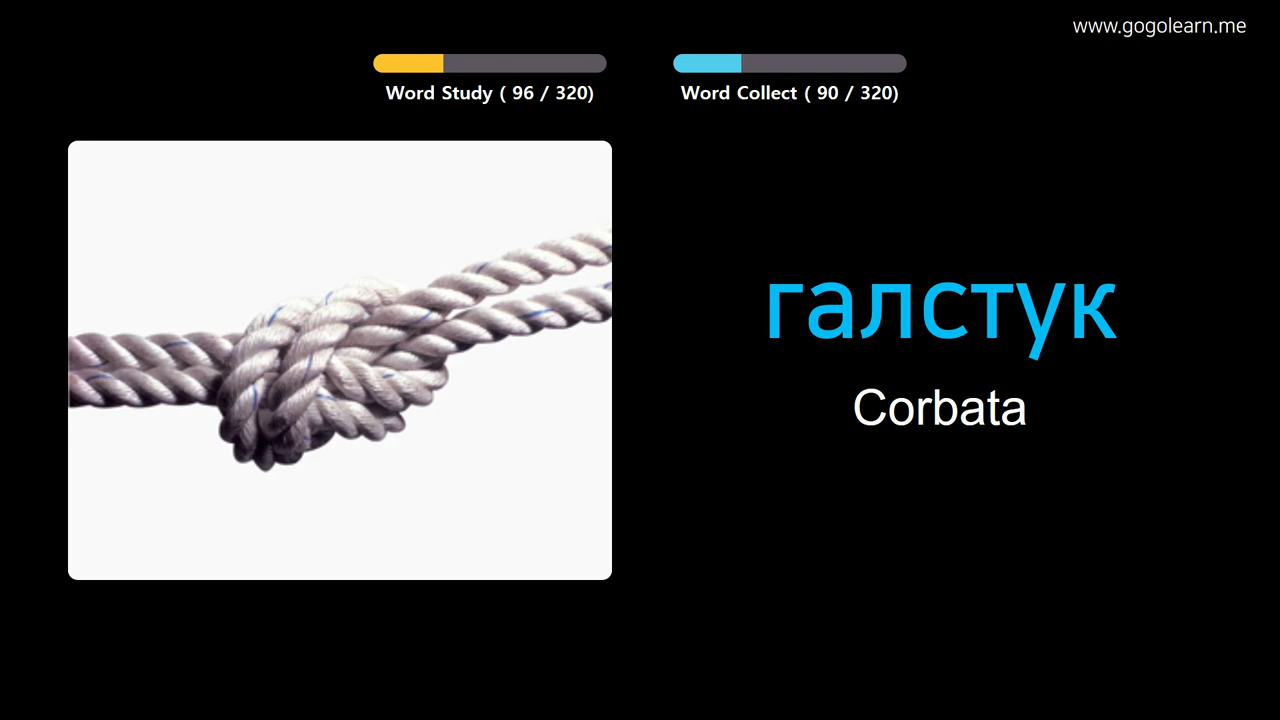 www.gogolearn.me
Word Study ( 96 / 320)
Word Collect ( 90 / 320)
галстук
Corbata